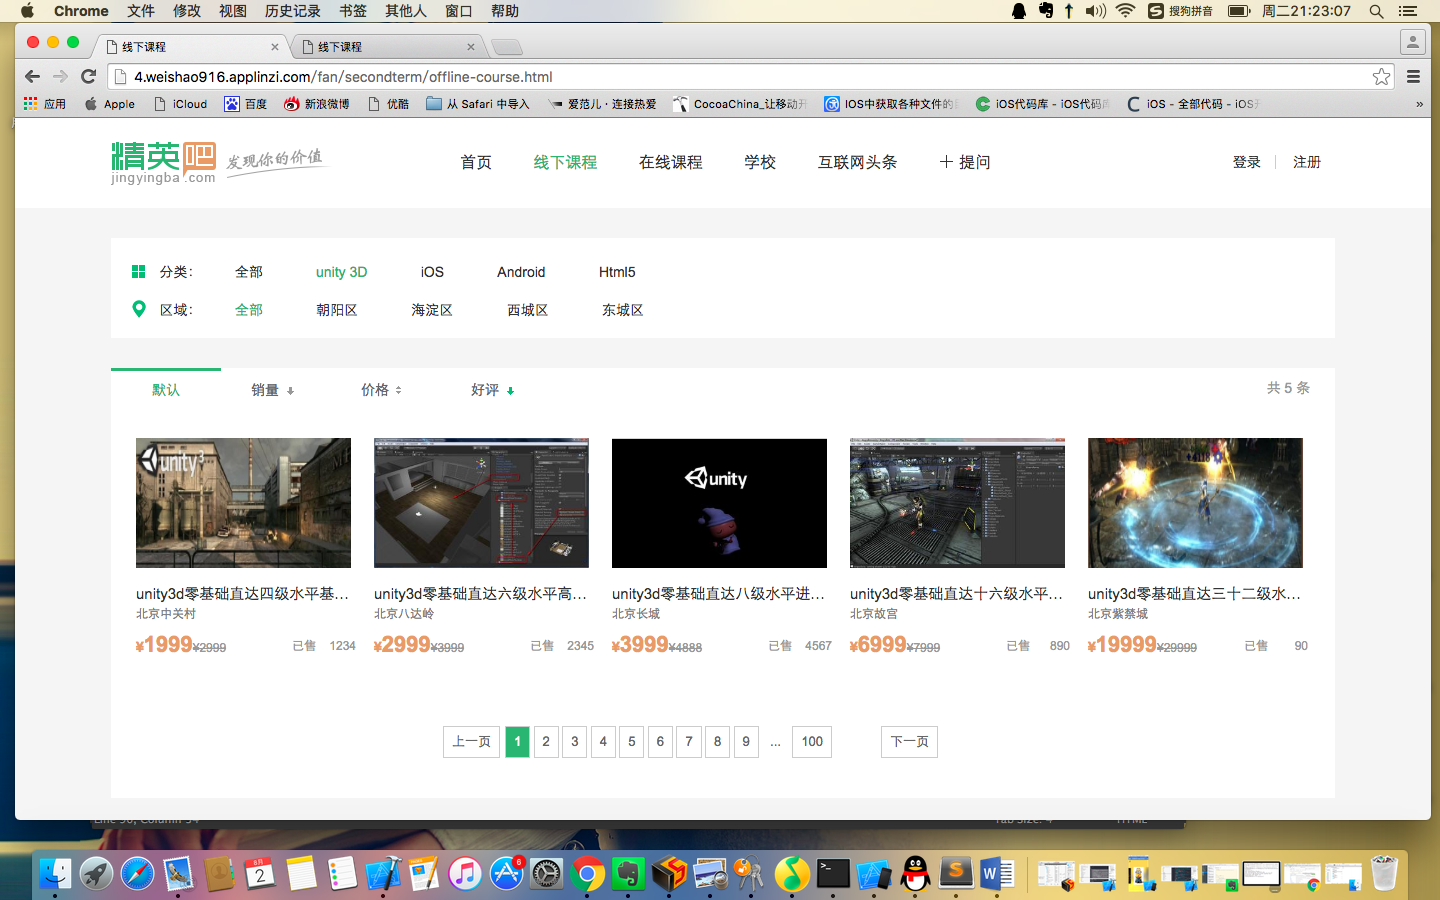 Chrome 文件 修改 视图 历史记录 书签 其他人 窗口 帮助 搜狗拼音 周二21:23:07
线下课程 线下课程
4.weishao916.applinzi.com/fan/secondterm/offline-course.html
应用 Apple iCloud 百度 新浪微博 优酷 从 Safari 中导入 爱范儿 · 连接热爱 CocoaChina_让移动开 IOS中获取各种文件的 iOS代码库 - iOS代码库 iOS - 全部代码 - iOS »
精英吧 发现你的价值
jingyingba.com
首页 线下课程 在线课程 学校 互联网头条 + 提问 登录 注册
分类： 全部 unity 3D iOS Android Html5
区域： 全部 朝阳区 海淀区 西城区 东城区
默认 销量 价格 好评 共 5 条
unity3d零基础直达四级水平基...
北京中关村
¥1999 ¥2999 已售 1234
unity3d零基础直达六级水平高...
北京八达岭
¥2999 ¥3999 已售 2345
unity
unity3d零基础直达八级水平进...
北京长城
¥3999 ¥4888 已售 4567
unity3d零基础直达十六级水平...
北京故宫
¥6999 ¥7999 已售 890
unity3d零基础直达三十二级水...
北京紫禁城
¥19999 ¥29999 已售 90
上一页 1 2 3 4 5 6 7 8 9 ... 100 下一页